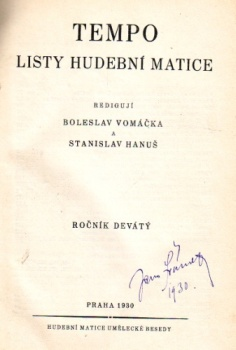 TEMPO
LISTY HUDEBNÍ MATICE
REDIGUJÍ
BOLESLAV VOMÁČKA
A
STANISLAV HANUŠ
ROČNÍK DEVÁTÝ
1930.
PRAHA 1930
HUDEBNÍ MATICE UMĚLECKÉ BESEDY